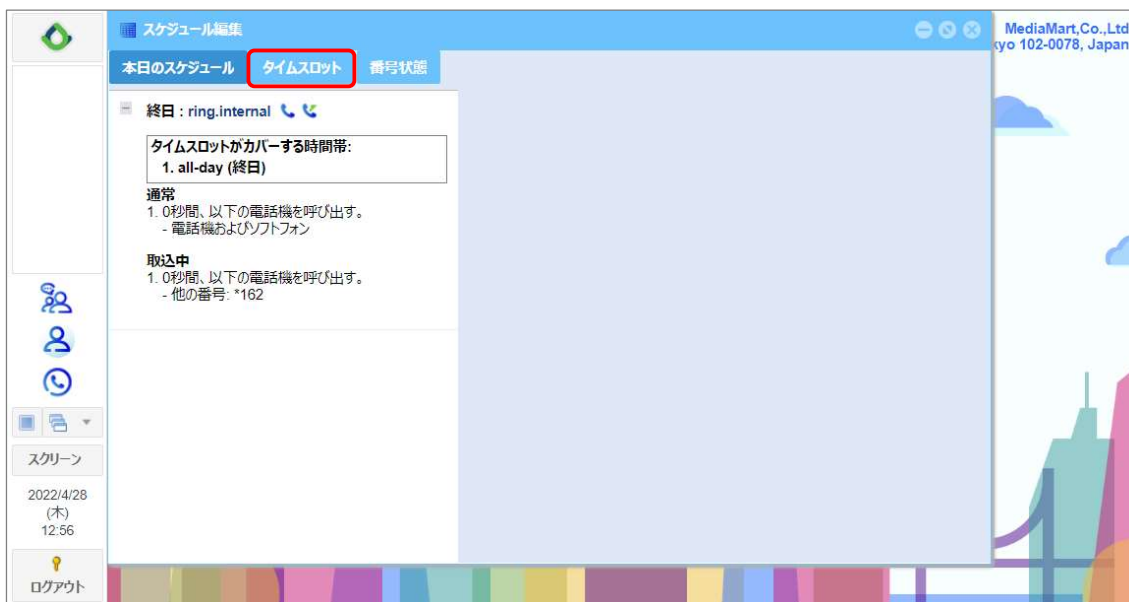 スケジュール編集
MediaMart,Co.,Ltd
yo 102-0078, Japan
本日のスケジュール タイムスロット 番号状態
終日 : ring.internal
タイムスロットがカバーする時間帯:
1. all-day (終日)
通常
1. 0秒間、以下の電話機を呼び出す。
- 電話機およびソフトフォン
取込中
1. 0秒間、以下の電話機を呼び出す。
- 他の番号: *162
スクリーン
2022/4/28
(木)
12:56
ログアウト